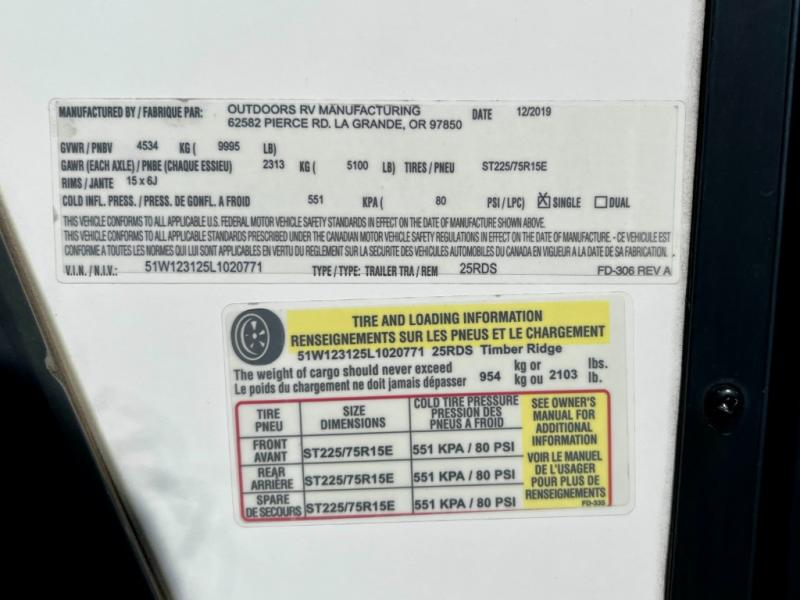 MANUFACTURED BY / FABRIQUE PAR: OUTDOORS RV MANUFACTURING DATE 12/2019
62582 PIERCE RD. LA GRANDE, OR 97850
GVWR / PNBV 4534 KG ( 9995 LB)
GAWR (EACH AXLE) / PNBE (CHAQUE ESSIEU) 2313 KG ( 5100 LB) TIRES / PNEU ST225/75R15E
RIMS / JANTE 15 x 6J
COLD INFL. PRESS. / PRESS. DE GONFL. A FROID 551 KPA ( 80 PSI / LPC) X SINGLE DUAL
THIS VEHICLE CONFORMS TO ALL APPLICABLE U.S. FEDERAL MOTOR VEHICLE SAFETY STANDARDS IN EFFECT ON THE DATE OF MANUFACTURE SHOWN ABOVE.
THIS VEHICLE CONFORMS TO ALL APPLICABLE STANDARDS PRESCRIBED UNDER THE CANADIAN MOTOR VEHICLE SAFETY REGULATIONS IN EFFECT ON THE DATE OF MANUFACTURE. - CE VEHICULE EST
CONFORME A TOUTES LES NORMES QUI LUI SONT APPLICABLES EN VERTU DU REGLEMENT SUR LA SECURITE DES VEHICULES AUTOMOBILES DU CANADA EN VIGUEUR A LA DATE DE SA FABRICATION.
V.I.N. / N.I.V.: 51W123125L1020771 TYPE / TYPE: TRAILER TRA / REM 25RDS FD-306 REV A
TIRE AND LOADING INFORMATION
RENSEIGNEMENTS SUR LES PNEUS ET LE CHARGEMENT
51W123125L1020771 25RDS Timber Ridge
The weight of cargo should never exceed 954 kg or 2103 lbs.
Le poids du chargement ne doit jamais dépasser kg ou lb.
TIRE PNEU
SIZE DIMENSIONS
COLD TIRE PRESSURE
PRESSION DES
PNEUS A FROID
FRONT AVANT ST225/75R15E 551 KPA / 80 PSI
REAR ARRIÈRE ST225/75R15E 551 KPA / 80 PSI
SPARE DE SECOURS ST225/75R15E 551 KPA / 80 PSI
SEE OWNER'S
MANUAL FOR
ADDITIONAL
INFORMATION
VOIR LE MANUEL
DE L'USAGER
POUR PLUS DE
RENSEIGNEMENTS
FD-335